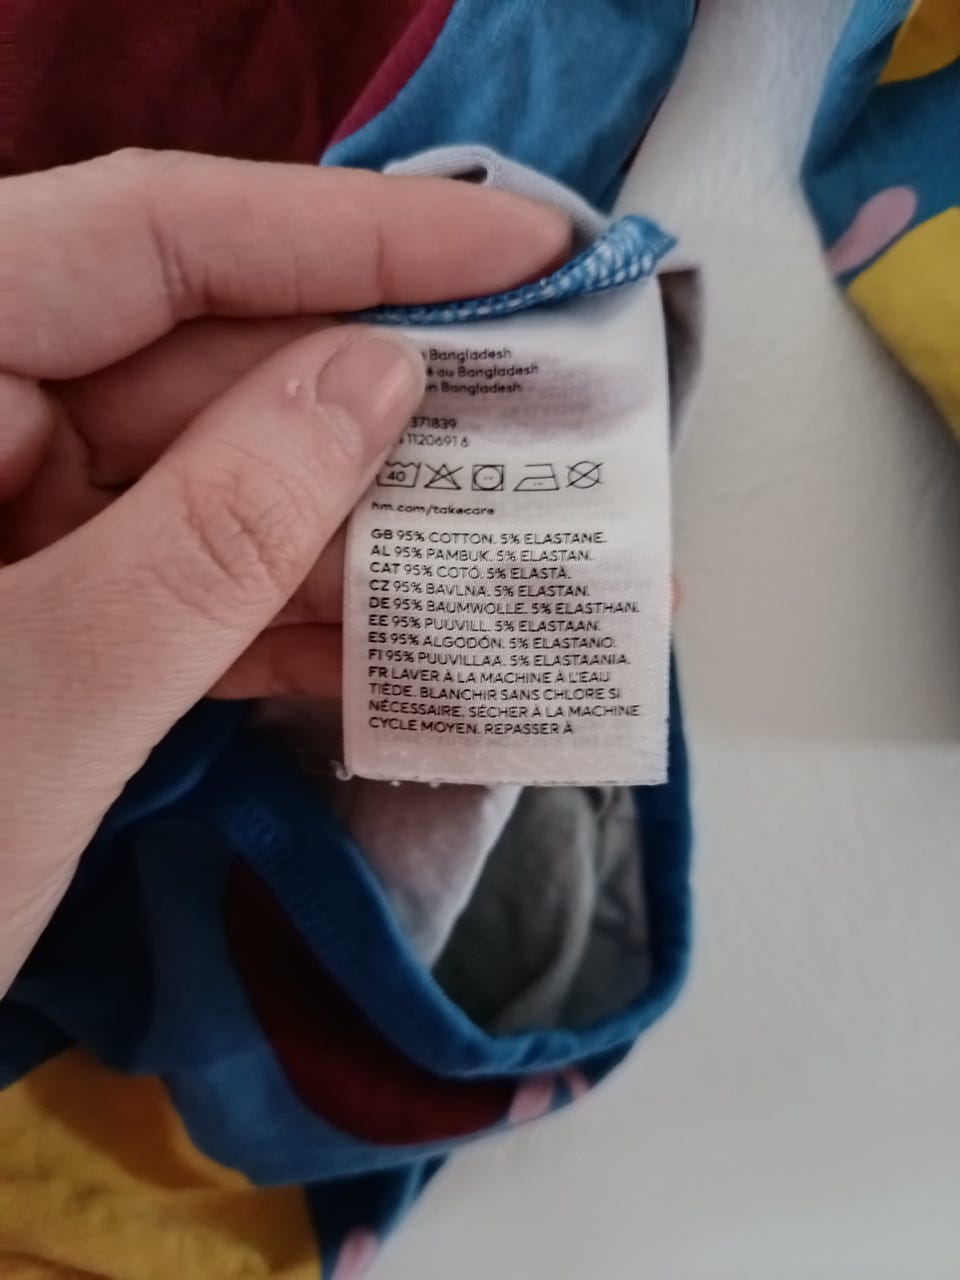 Bangladesh
au Bangladesh
Bangladesh
371839
1120691 6
40
hm.com/takecare
GB 95% COTTON. 5% ELASTANE.
AL 95% PAMBUK. 5% ELASTAN.
CAT 95% COTÓ. 5% ELASTÀ.
CZ 95% BAVLNA. 5% ELASTAN.
DE 95% BAUMWOLLE. 5% ELASTHAN.
EE 95% PUUVILL. 5% ELASTAAN.
ES 95% ALGODÓN. 5% ELASTANO.
FI 95% PUUVILLAA. 5% ELASTAANIA.
FR LAVER À LA MACHINE À L'EAU
TIÈDE. BLANCHIR SANS CHLORE SI
NÉCESSAIRE. SÉCHER À LA MACHINE
CYCLE MOYEN. REPASSER À